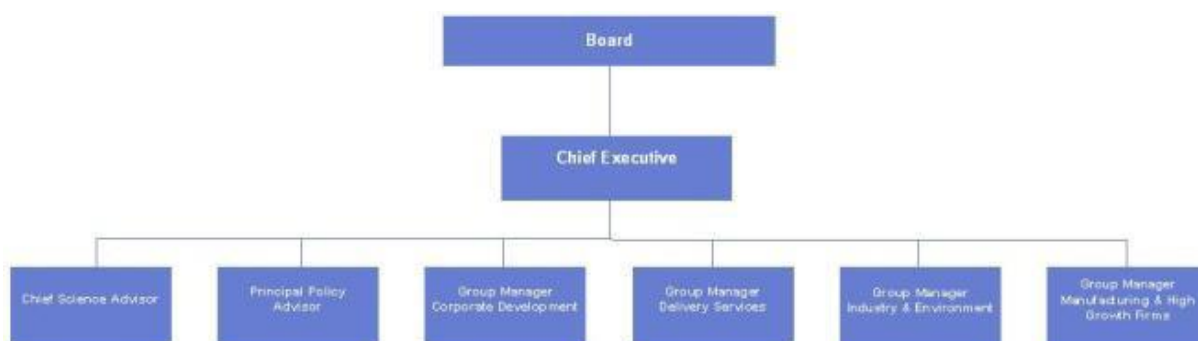 Board
Chief Executive
Chief Science Advisor
Principal Policy
Advisor
Group Manager
Corporate Development
Group Manager
Delivery Services
Group Manager
Industry & Environment
Group Manager
Manufacturing & High
Growth Firms